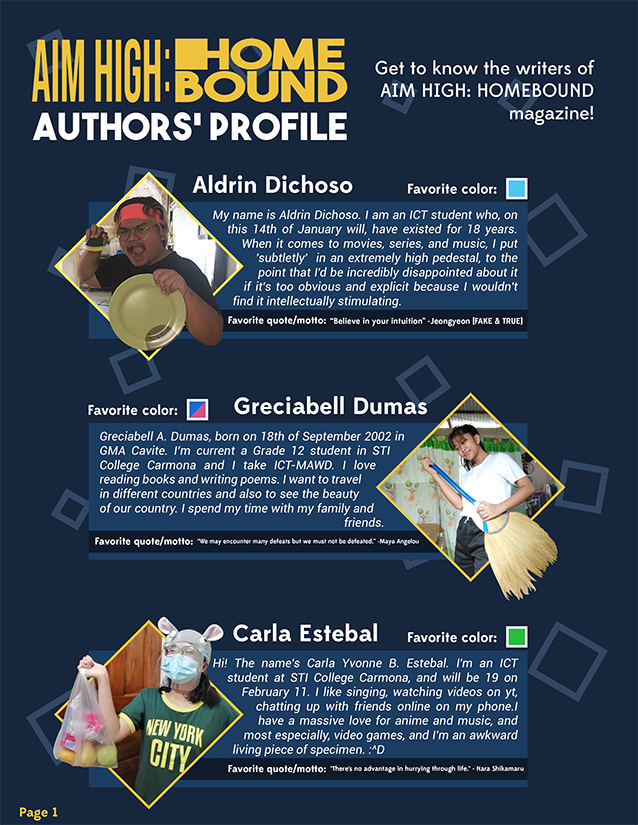 AIM HIGH: HOME BOUND
AUTHORS' PROFILE
Get to know the writers of
AIM HIGH: HOMEBOUND
magazine!
Aldrin Dichoso
Favorite color:
My name is Aldrin Dichoso. I am an ICT student who, on
this 14th of January will, have existed for 18 years.
When it comes to movies, series, and music, I put
'subtletly' in an extremely high pedestal, to the
point that I'd be incredibly disappointed about it
if it's too obvious and explicit because I wouldn't
find it intellectually stimulating.
Favorite quote/motto: "Believe in your intuition" -Jeongyeon [FAKE & TRUE]
Favorite color:
Greciabell Dumas
Greciabell A. Dumas, born on 18th of September 2002 in
GMA Cavite. I'm current a Grade 12 student in STI
College Carmona and I take ICT-MAWD. I love
reading books and writing poems. I want to travel
in different countries and also to see the beauty
of our country. I spend my time with my family and
friends.
Favorite quote/motto: "We may encounter many defeats but we must not be defeated." -Maya Angelou
Carla Estebal
Favorite color:
Hi! The name's Carla Yvonne B. Estebal. I'm an ICT
student at STI College Carmona, and will be 19 on
February 11. I like singing, watching videos on yt,
chatting up with friends online on my phone.I
have a massive love for anime and music, and
most especially, video games, and I'm an awkward
living piece of specimen. :^D
Favorite quote/motto: "There's no advantage in hurrying through life." - Nara Shikamaru
NEW YORK
CITY
Page 1